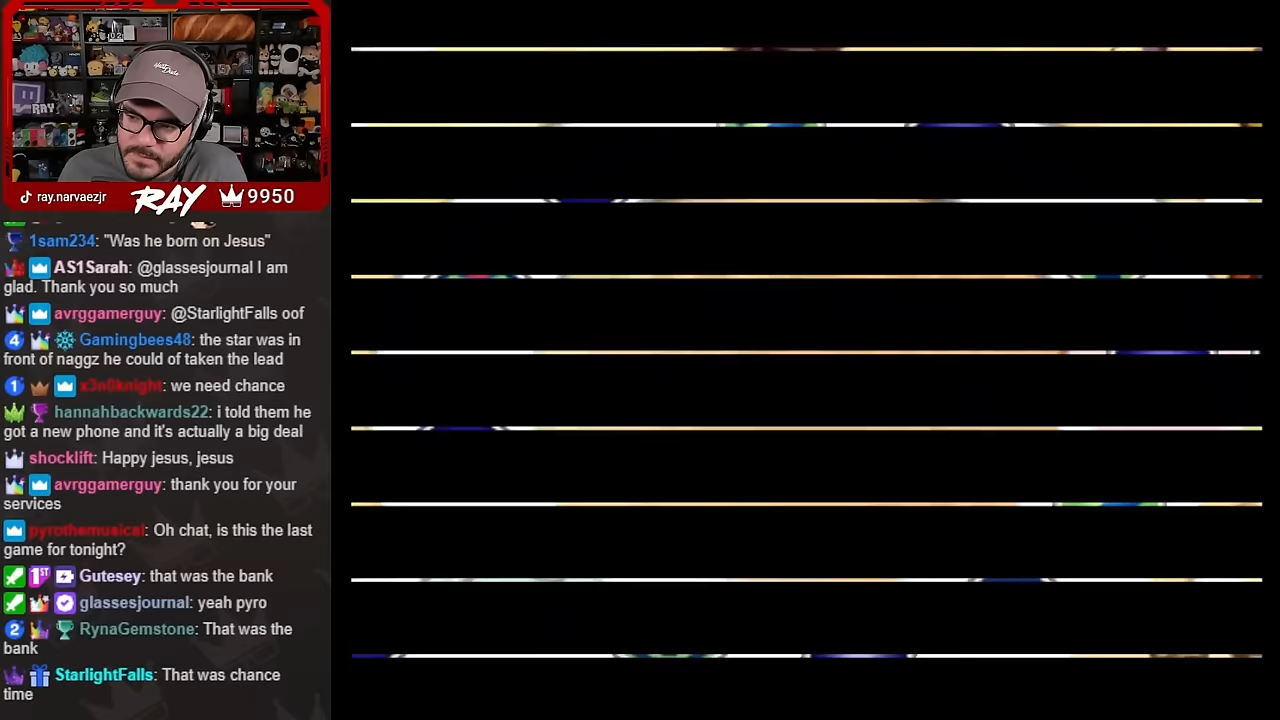 ray.narvaezjr RAY 9950
1sam234: "Was he born on Jesus"
AS1Sarah: @glassesjournal I am
glad. Thank you so much
avrggamerguy: @StarlightFalls oof
4 Gamingbees48: the star was in
front of naggz he could of taken the lead
1 x3n0knight: we need chance
hannahbackwards22: i told them he
got a new phone and it's actually a big deal
shocklift: Happy jesus, jesus
avrggamerguy: thank you for your
services
pyrothemusical: Oh chat, is this the last
game for tonight?
1ST Gutesey: that was the bank
glassesjournal: yeah pyro
2 RynaGemstone: That was the
bank
StarlightFalls: That was chance
time